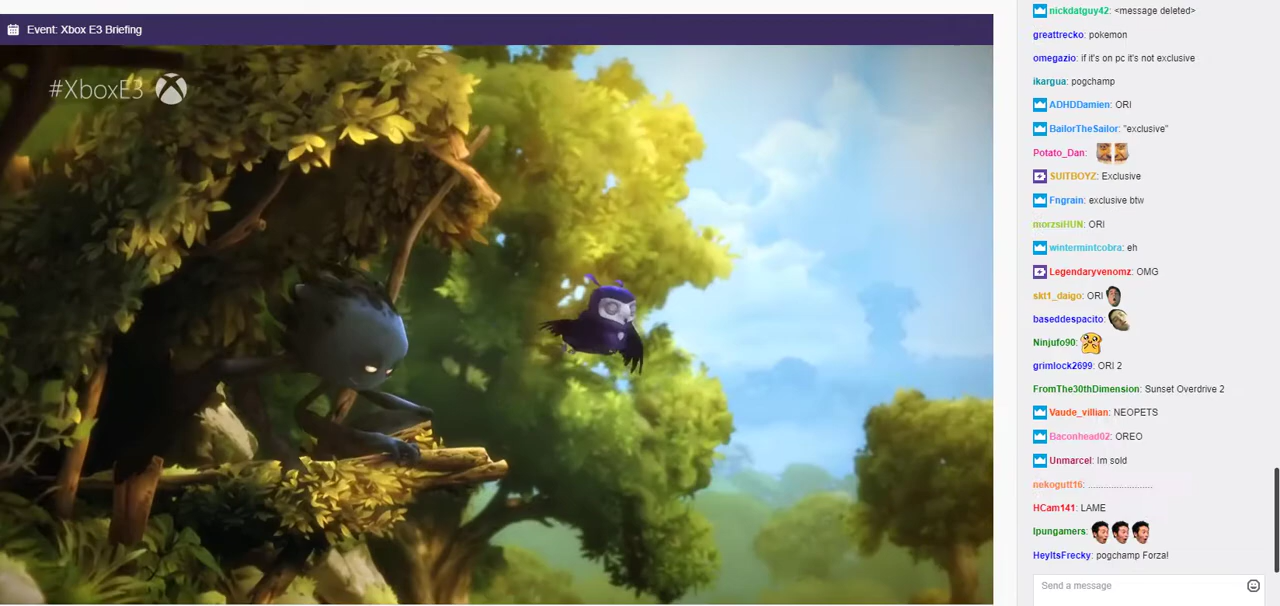 Event: Xbox E3 Briefing
#XboxE3
nickdatguy42: <message deleted>
greattrecko: pokemon
omegazio: if it's on pc it's not exclusive
ikargua: pogchamp
ADHDDamien: ORI
BailorTheSailor: "exclusive"
Potato_Dan:
SUITBOYZ: Exclusive
Fngrain: exclusive btw
morzsiHUN: ORI
wintermintcobra: eh
Legendaryvenomz: OMG
skt1_daigo: ORI
baseddespacito:
Ninjufo90:
grimlock2699: ORI 2
FromThe30thDimension: Sunset Overdrive 2
Vaude_villian: NEOPETS
Baconhead02: OREO
Unmarcel: Im sold
nekogutt16: ........................
HCam141: LAME
Ipungamers:
HeyItsFrecky: pogchamp Forza!
Send a message